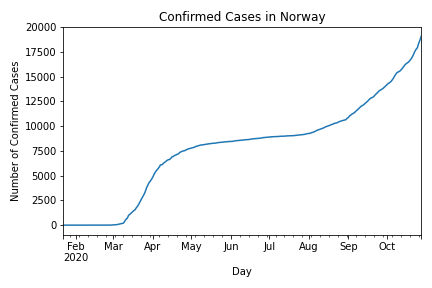 Confirmed Cases in Norway
20000
17500
15000
12500
10000
7500
5000
2500
0
Number of Confirmed Cases
Feb Mar Apr May Jun Jul Aug Sep Oct
2020
Day